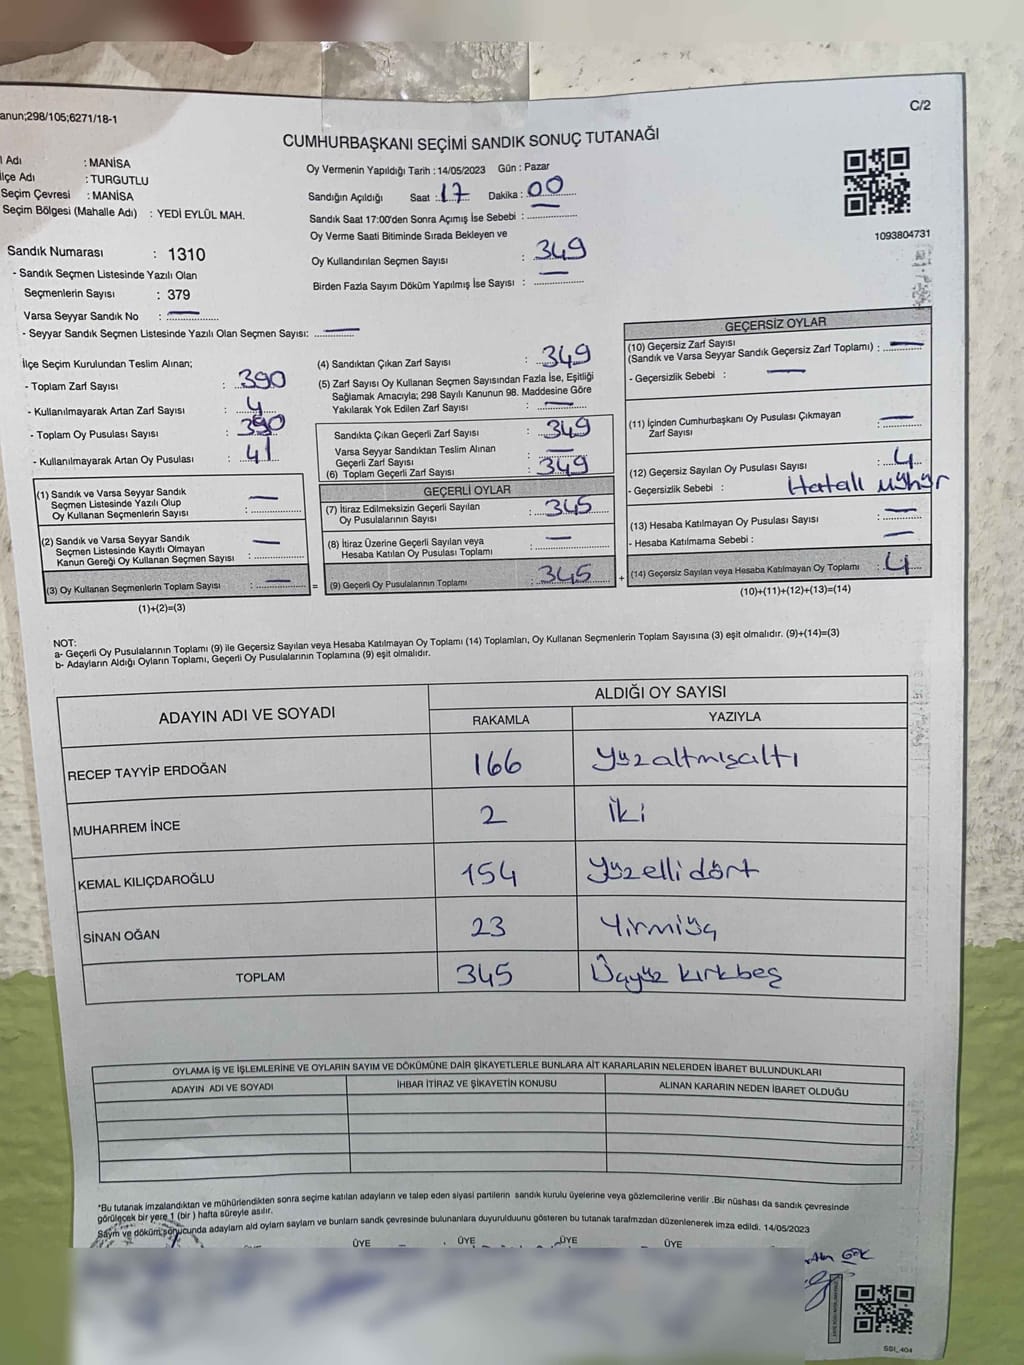 anun;298/105;6271/18-1
C/2
CUMHURBAŞKANI SEÇİMİ SANDIK SONUÇ TUTANAĞI
l Adı : MANİSA
lçe Adı : TURGUTLU
Seçim Çevresi : MANİSA
Seçim Bölgesi (Mahalle Adı) : YEDİ EYLÜL MAH.
Oy Vermenin Yapıldığı Tarih : 14/05/2023 Gün : Pazar
Sandığın Açıldığı Saat : 17 Dakika : 00
Sandık Saat 17:00'den Sonra Açımış İse Sebebi : —
Oy Verme Saati Bitiminde Sırada Bekleyen ve
Oy Kullandırılan Seçmen Sayısı : 349
Birden Fazla Sayım Döküm Yapılmış İse Sayısı : —
1093804731
Sandık Numarası : 1310
- Sandık Seçmen Listesinde Yazılı Olan
Seçmenlerin Sayısı : 379
Varsa Seyyar Sandık No : —
- Seyyar Sandık Seçmen Listesinde Yazılı Olan Seçmen Sayısı: —
İlçe Seçim Kurulundan Teslim Alınan;
- Toplam Zarf Sayısı : 390
- Kullanılmayarak Artan Zarf Sayısı : 4
- Toplam Oy Pusulası Sayısı : 390
- Kullanılmayarak Artan Oy Pusulası : 41
(1) Sandık ve Varsa Seyyar Sandık
Seçmen Listesinde Yazılı Olup
Oy Kullanan Seçmenlerin Sayısı : —
(2) Sandık ve Varsa Seyyar Sandık
Seçmen Listesinde Kayıtlı Olmayan
Kanun Gereği Oy Kullanan Seçmen Sayısı : —
(3) Oy Kullanan Seçmenlerin Toplam Sayısı : —
(1)+(2)=(3)
(4) Sandıktan Çıkan Zarf Sayısı : 349
(5) Zarf Sayısı Oy Kullanan Seçmen Sayısından Fazla İse, Eşitliği
Sağlamak Amacıyla; 298 Sayılı Kanunun 98. Maddesine Göre
Yakılarak Yok Edilen Zarf Sayısı : —
Sandıkta Çıkan Geçerli Zarf Sayısı : 349
Varsa Seyyar Sandıktan Teslim Alınan
Geçerli Zarf Sayısı : —
(6) Toplam Geçerli Zarf Sayısı : 349
GEÇERLİ OYLAR
(7) İtiraz Edilmeksizin Geçerli Sayılan
Oy Pusulalarının Sayısı : 345
(8) İtiraz Üzerine Geçerli Sayılan veya
Hesaba Katılan Oy Pusulası Toplamı : —
= (9) Geçerli Oy Pusulalarının Toplamı : 345 +
GEÇERSİZ OYLAR
(10) Geçersiz Zarf Sayısı
(Sandık ve Varsa Seyyar Sandık Geçersiz Zarf Toplamı) : —
- Geçersizlik Sebebi : —
(11) İçinden Cumhurbaşkanı Oy Pusulası Çıkmayan
Zarf Sayısı : —
(12) Geçersiz Sayılan Oy Pusulası Sayısı : 4
- Geçersizlik Sebebi : Hatalı mühür
(13) Hesaba Katılmayan Oy Pusulası Sayısı : —
- Hesaba Katılmama Sebebi : —
(14) Geçersiz Sayılan veya Hesaba Katılmayan Oy Toplamı : 4
(10)+(11)+(12)+(13)=(14)
NOT:
a- Geçerli Oy Pusulalarının Toplamı (9) ile Geçersiz Sayılan veya Hesaba Katılmayan Oy Toplamı (14) Toplamları, Oy Kullanan Seçmenlerin Toplam Sayısına (3) eşit olmalıdır. (9)+(14)=(3)
b- Adayların Aldığı Oyların Toplamı, Geçerli Oy Pusulalarının Toplamına (9) eşit olmalıdır.
ADAYIN ADI VE SOYADI ALDIĞI OY SAYISI
RAKAMLA YAZIYLA
RECEP TAYYİP ERDOĞAN 166 Yüzaltmışaltı
MUHARREM İNCE 2 İki
KEMAL KILIÇDAROĞLU 154 Yüzelli dört
SİNAN OĞAN 23 Yirmiüç
TOPLAM 345 Üçyüz kırkbeş
OYLAMA İŞ VE İŞLEMLERİNE VE OYLARIN SAYIM VE DÖKÜMÜNE DAİR ŞİKAYETLERLE BUNLARA AİT KARARLARIN NELERDEN İBARET BULUNDUKLARI
ADAYIN ADI VE SOYADI İHBAR İTİRAZ VE ŞİKAYETİN KONUSU ALINAN KARARIN NEDEN İBARET OLDUĞU
*Bu tutanak imzalandıktan ve mühürlendikten sonra seçime katılan adayların ve talep eden siyasi partilerin sandık kurulu üyelerine veya gözlemcilerine verilir .Bir nüshası da sandık çevresinde
görülecek bir yere 1 (bir ) hafta süreyle asılır.
Sayım ve döküm sonucunda adayların ald oyların saylam ve bunlarn sandk çevresinde bulunanlara duyurulduunu gösteren bu tutanak tarafmzdan düzenlenerek imza edildi. 14/05/2023
ÜYE ÜYE ÜYE ÜYE
SSİ_404